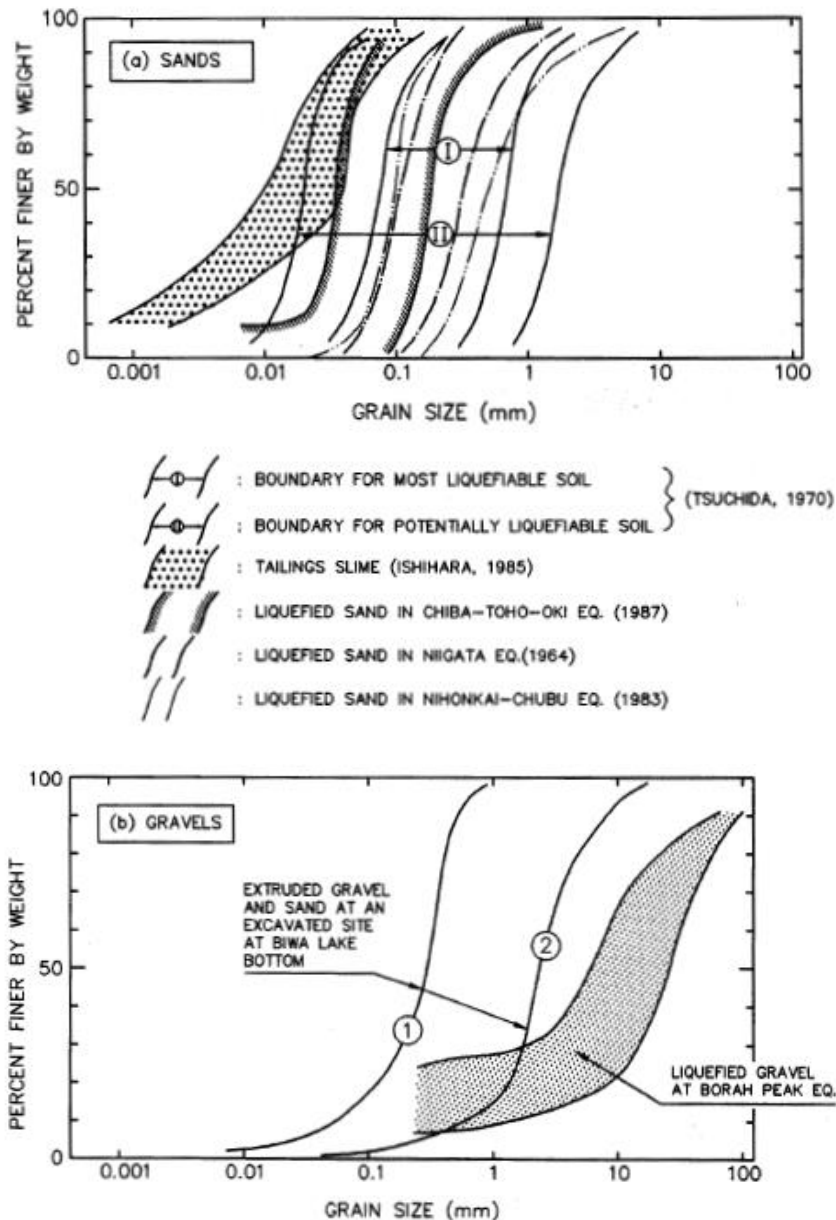 100
(a) SANDS
PERCENT FINER BY WEIGHT
I
50
II
0
0.001 0.01 0.1 1 10 100
GRAIN SIZE (mm)
I : BOUNDARY FOR MOST LIQUEFIABLE SOIL
(TSUCHIDA, 1970)
II : BOUNDARY FOR POTENTIALLY LIQUEFIABLE SOIL
: TAILINGS SLIME (ISHIHARA, 1985)
: LIQUEFIED SAND IN CHIBA-TOHO-OKI EQ. (1987)
: LIQUEFIED SAND IN NIIGATA EQ.(1964)
: LIQUEFIED SAND IN NIHONKAI-CHUBU EQ. (1983)
100
(b) GRAVELS
PERCENT FINER BY WEIGHT
EXTRUDED GRAVEL
AND SAND AT AN
EXCAVATED SITE
AT BIWA LAKE
BOTTOM
2
50
1
LIQUEFIED GRAVEL
AT BORAH PEAK EQ.
0
0.001 0.01 0.1 1 10 100
GRAIN SIZE (mm)